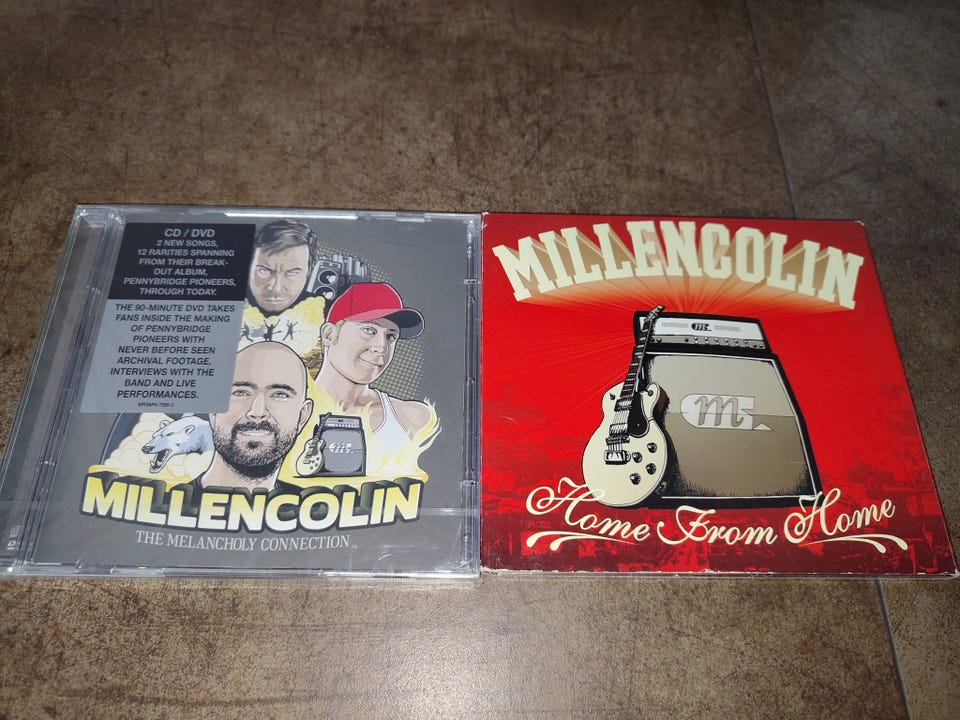 CD / DVD
2 NEW SONGS,
12 RARITIES SPANNING
FROM THEIR BREAK-
OUT ALBUM,
PENNYBRIDGE PIONEERS,
THROUGH TODAY.
THE 90-MINUTE DVD TAKES
FANS INSIDE THE MAKING
OF PENNYBRIDGE
PIONEERS WITH
NEVER BEFORE SEEN
ARCHIVAL FOOTAGE,
INTERVIEWS WITH THE
BAND AND LIVE
PERFORMANCES.
MILLENCOLIN
THE MELANCHOLY CONNECTION
MILLENCOLIN
m.
m.
Home From Home